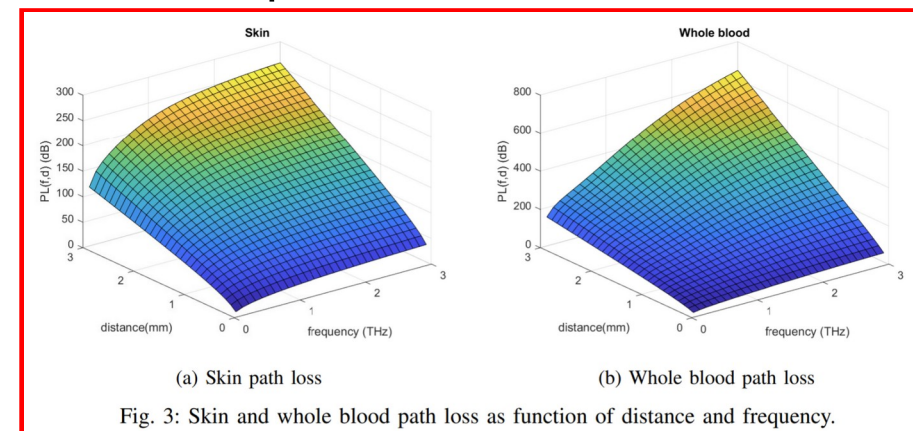 Skin
300
250
200
150
100
50
0
PL(f,d) (dB)
3
2
1
0
distance(mm)
0
1
2
3
frequency (THz)
Whole blood
800
600
400
200
0
PL(f,d) (dB)
3
2
1
0
distance(mm)
0
1
2
3
frequency (THz)
(a) Skin path loss
(b) Whole blood path loss
Fig. 3: Skin and whole blood path loss as function of distance and frequency.